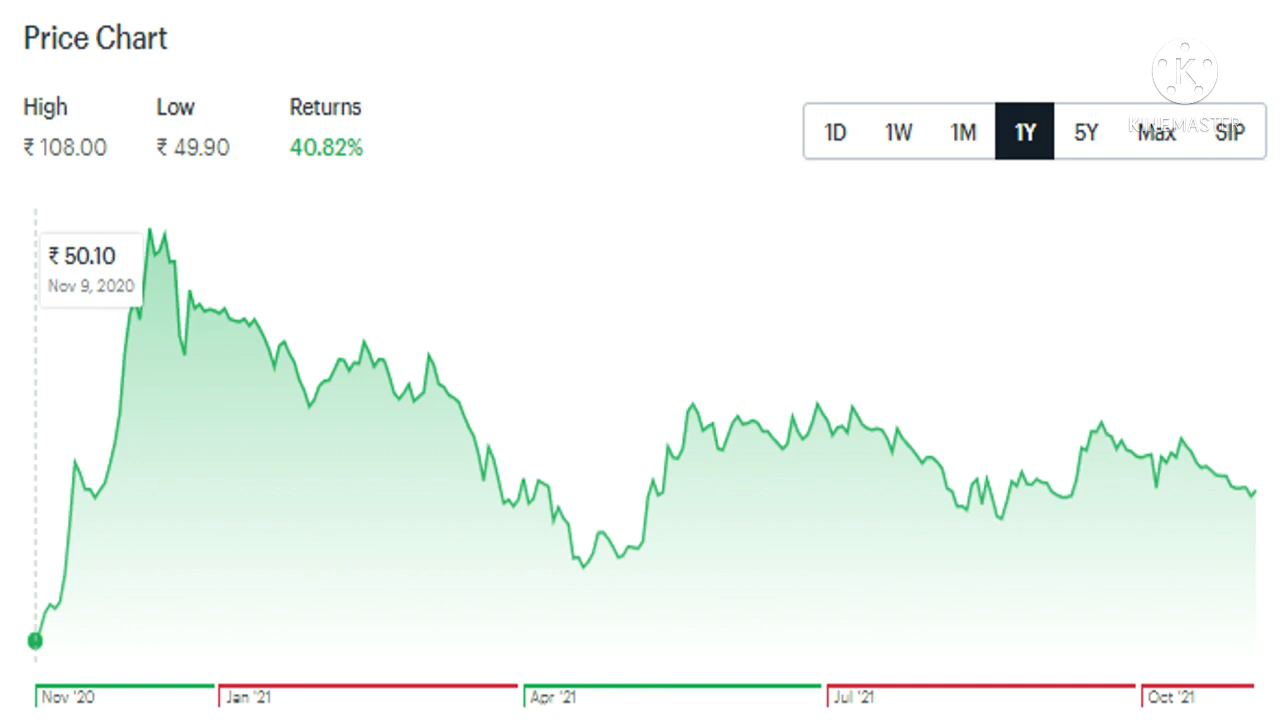 Price Chart
High Low Returns
₹ 108.00 ₹ 49.90 40.82%
1D 1W 1M 1Y 5Y Max SIP
K
KINEMASTER
₹ 50.10
Nov 9, 2020
Nov '20 Jan '21 Apr '21 Jul '21 Oct '21